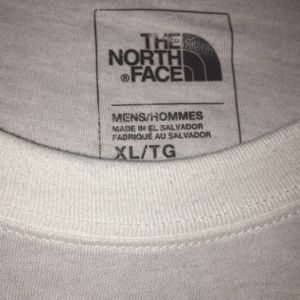 THE
NORTH
®FACE
MENS/HOMMES
MADE IN EL SALVADOR
FABRIQUÉ AU SALVADOR
XL/TG